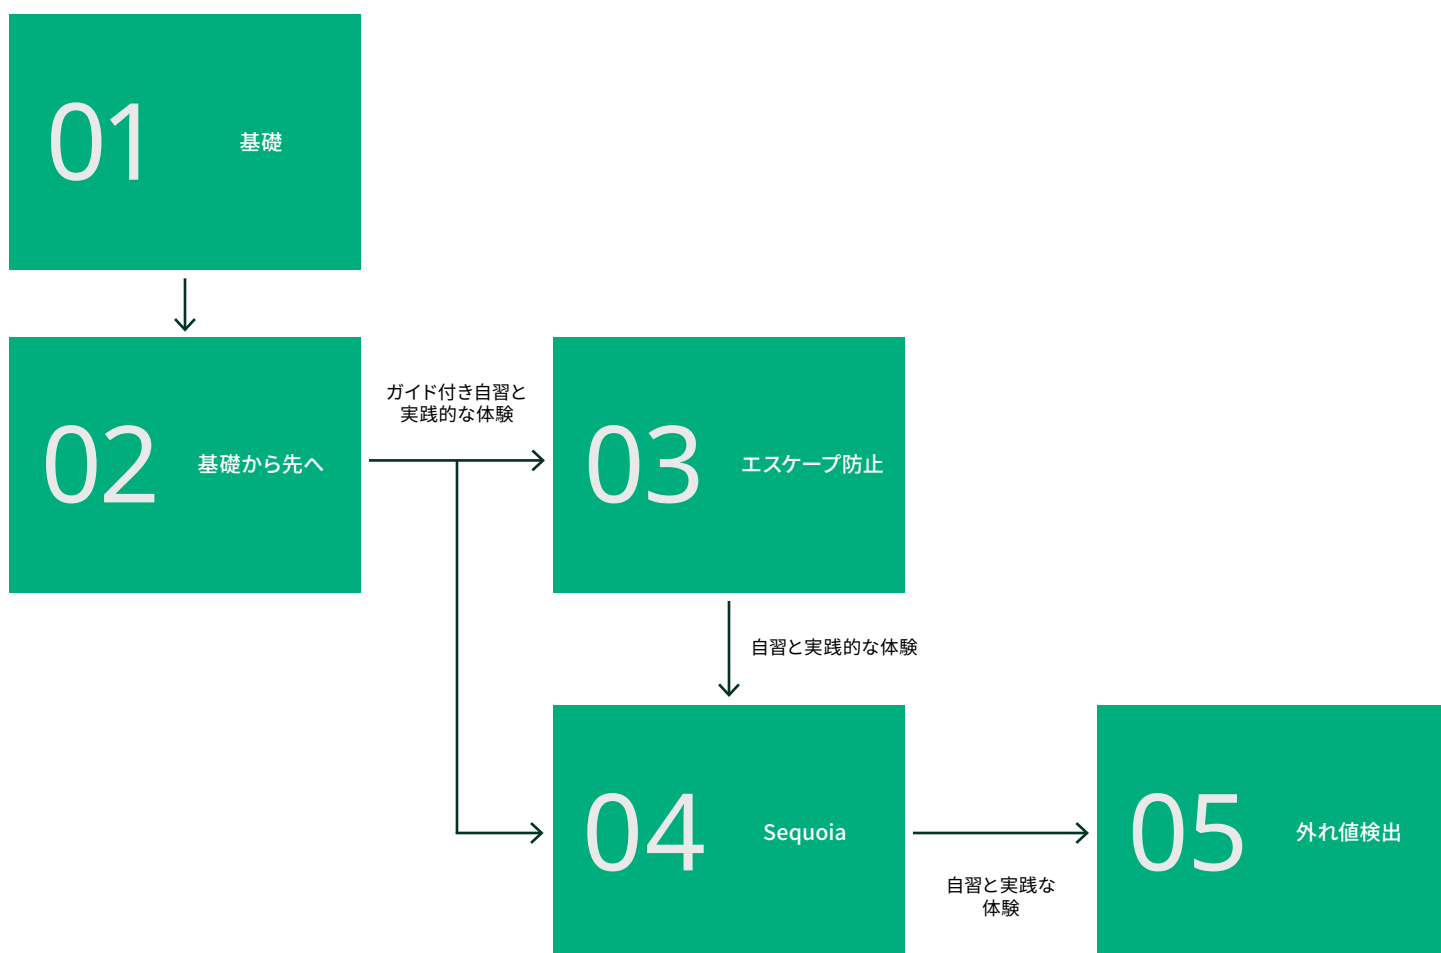 01
基礎
02
基礎から先へ
ガイド付き自習と
実践的な体験
03
エスケープ防止
自習と実践的な体験
04
Sequoia
自習と実践な
体験
05
外れ値検出